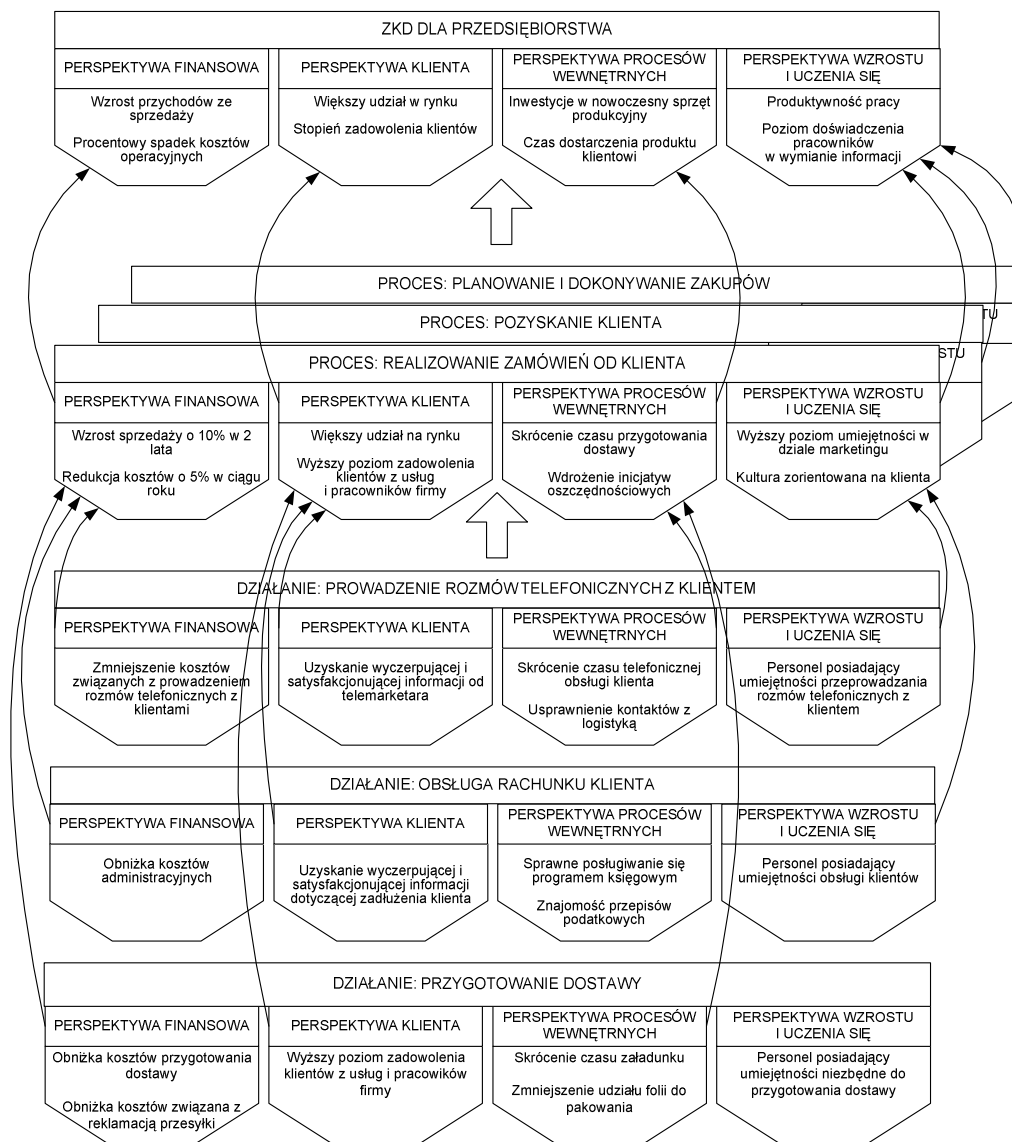 ZKD DLA PRZEDSIĘBIORSTWA
PERSPEKTYWA FINANSOWA
Wzrost przychodów ze
sprzedaży
Procentowy spadek kosztów
operacyjnych
PERSPEKTYWA KLIENTA
Większy udział w rynku
Stopień zadowolenia klientów
PERSPEKTYWA PROCESÓW
WEWNĘTRNYCH
Inwestycje w nowoczesny sprzęt
produkcyjny
Czas dostarczenia produktu
klientowi
PERSPEKTYWA WZROSTU
I UCZENIA SIĘ
Produktywność pracy
Poziom doświadczenia
pracowników
w wymianie informacji
PROCES: PLANOWANIE I DOKONYWANIE ZAKUPÓW
TU
PROCES: POZYSKANIE KLIENTA
STU
PROCES: REALIZOWANIE ZAMÓWIEŃ OD KLIENTA
PERSPEKTYWA FINANSOWA
Wzrost sprzedaży o 10% w 2
lata
Redukcja kosztów o 5% w ciągu
roku
PERSPEKTYWA KLIENTA
Większy udział na rynku
Wyższy poziom zadowolenia
klientów z usług
i pracowników firmy
PERSPEKTYWA PROCESÓW
WEWNĘTRNYCH
Skrócenie czasu przygotowania
dostawy
Wdrożenie inicjatyw
oszczędnościowych
PERSPEKTYWA WZROSTU
I UCZENIA SIĘ
Wyższy poziom umiejętności w
dziale marketingu
Kultura zorientowana na klienta
DZIAŁANIE: PROWADZENIE ROZMÓW TELEFONICZNYCH Z KLIENTEM
PERSPEKTYWA FINANSOWA
Zmniejszenie kosztów
związanych z prowadzeniem
rozmów telefonicznych z
klientami
PERSPEKTYWA KLIENTA
Uzyskanie wyczerpującej i
satysfakcjonującej informacji od
telemarketara
PERSPEKTYWA PROCESÓW
WEWNĘTRNYCH
Skrócenie czasu telefonicznej
obsługi klienta
Usprawnienie kontaktów z
logistyką
PERSPEKTYWA WZROSTU
I UCZENIA SIĘ
Personel posiadający
umiejętności przeprowadzania
rozmów telefonicznych z
klientem
DZIAŁANIE: OBSŁUGA RACHUNKU KLIENTA
PERSPEKTYWA FINANSOWA
Obniżka kosztów
administracyjnych
PERSPEKTYWA KLIENTA
Uzyskanie wyczerpującej i
satysfakcjonującej informacji
dotyczącej zadłużenia klienta
PERSPEKTYWA PROCESÓW
WEWNĘTRNYCH
Sprawne posługiwanie się
programem księgowym
Znajomość przepisów
podatkowych
PERSPEKTYWA WZROSTU
I UCZENIA SIĘ
Personel posiadający
umiejętności obsługi klientów
DZIAŁANIE: PRZYGOTOWANIE DOSTAWY
PERSPEKTYWA FINANSOWA
Obniżka kosztów przygotowania
dostawy
Obniżka kosztów związana z
reklamacją przesyłki
PERSPEKTYWA KLIENTA
Wyższy poziom zadowolenia
klientów z usług i pracowików
firmy
PERSPEKTYWA PROCESÓW
WEWNĘTRNYCH
Skrócenie czasu załadunku
Zmniejszenie udziału folii do
pakowania
PERSPEKTYWA WZROSTU
I UCZENIA SIĘ
Personel posiadający
umiejętności niezbędne do
przygotowania dostawy